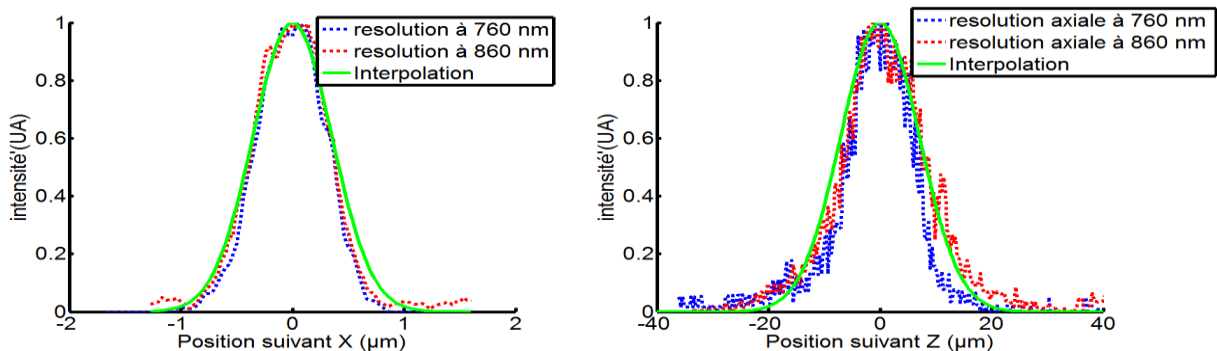 resolution à 760 nm
resolution à 860 nm
Interpolation
intensité'(UA)
1
0.8
0.6
0.4
0.2
0
-2
-1
0
1
2
Position suivant X (µm)
resolution axiale à 760 nm
resolution axiale à 860 nm
Interpolation
intensité'(UA)
1
0.8
0.6
0.4
0.2
0
-40
-20
0
20
40
Position suivant Z (µm)